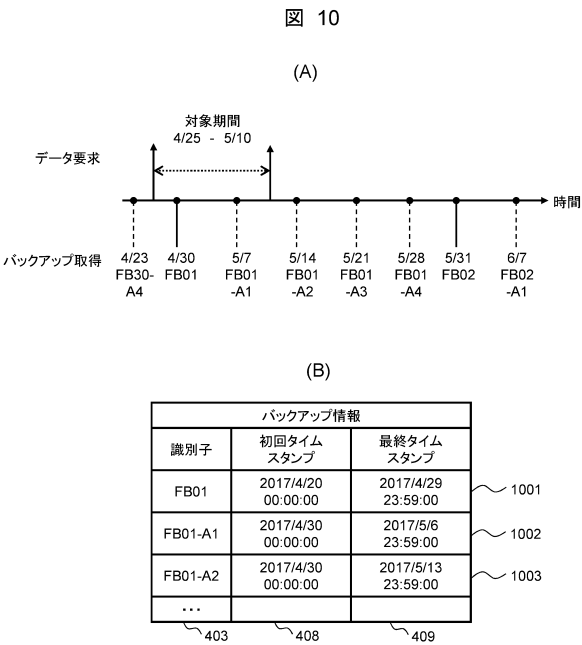 図 10
(A)
対象期間
4/25 - 5/10
データ要求
時間
バックアップ取得
4/23 4/30 5/7 5/14 5/21 5/28 5/31 6/7
FB30- FB01 FB01 FB01 FB01 FB01 FB02 FB02
A4 -A1 -A2 -A3 -A4 -A1
(B)
バックアップ情報
識別子 初回タイム 最終タイム
スタンプ スタンプ
FB01 2017/4/20 2017/4/29 1001
00:00:00 23:59:00
FB01-A1 2017/4/30 2017/5/6 1002
00:00:00 23:59:00
FB01-A2 2017/4/30 2017/5/13 1003
00:00:00 23:59:00
…
403 408 409